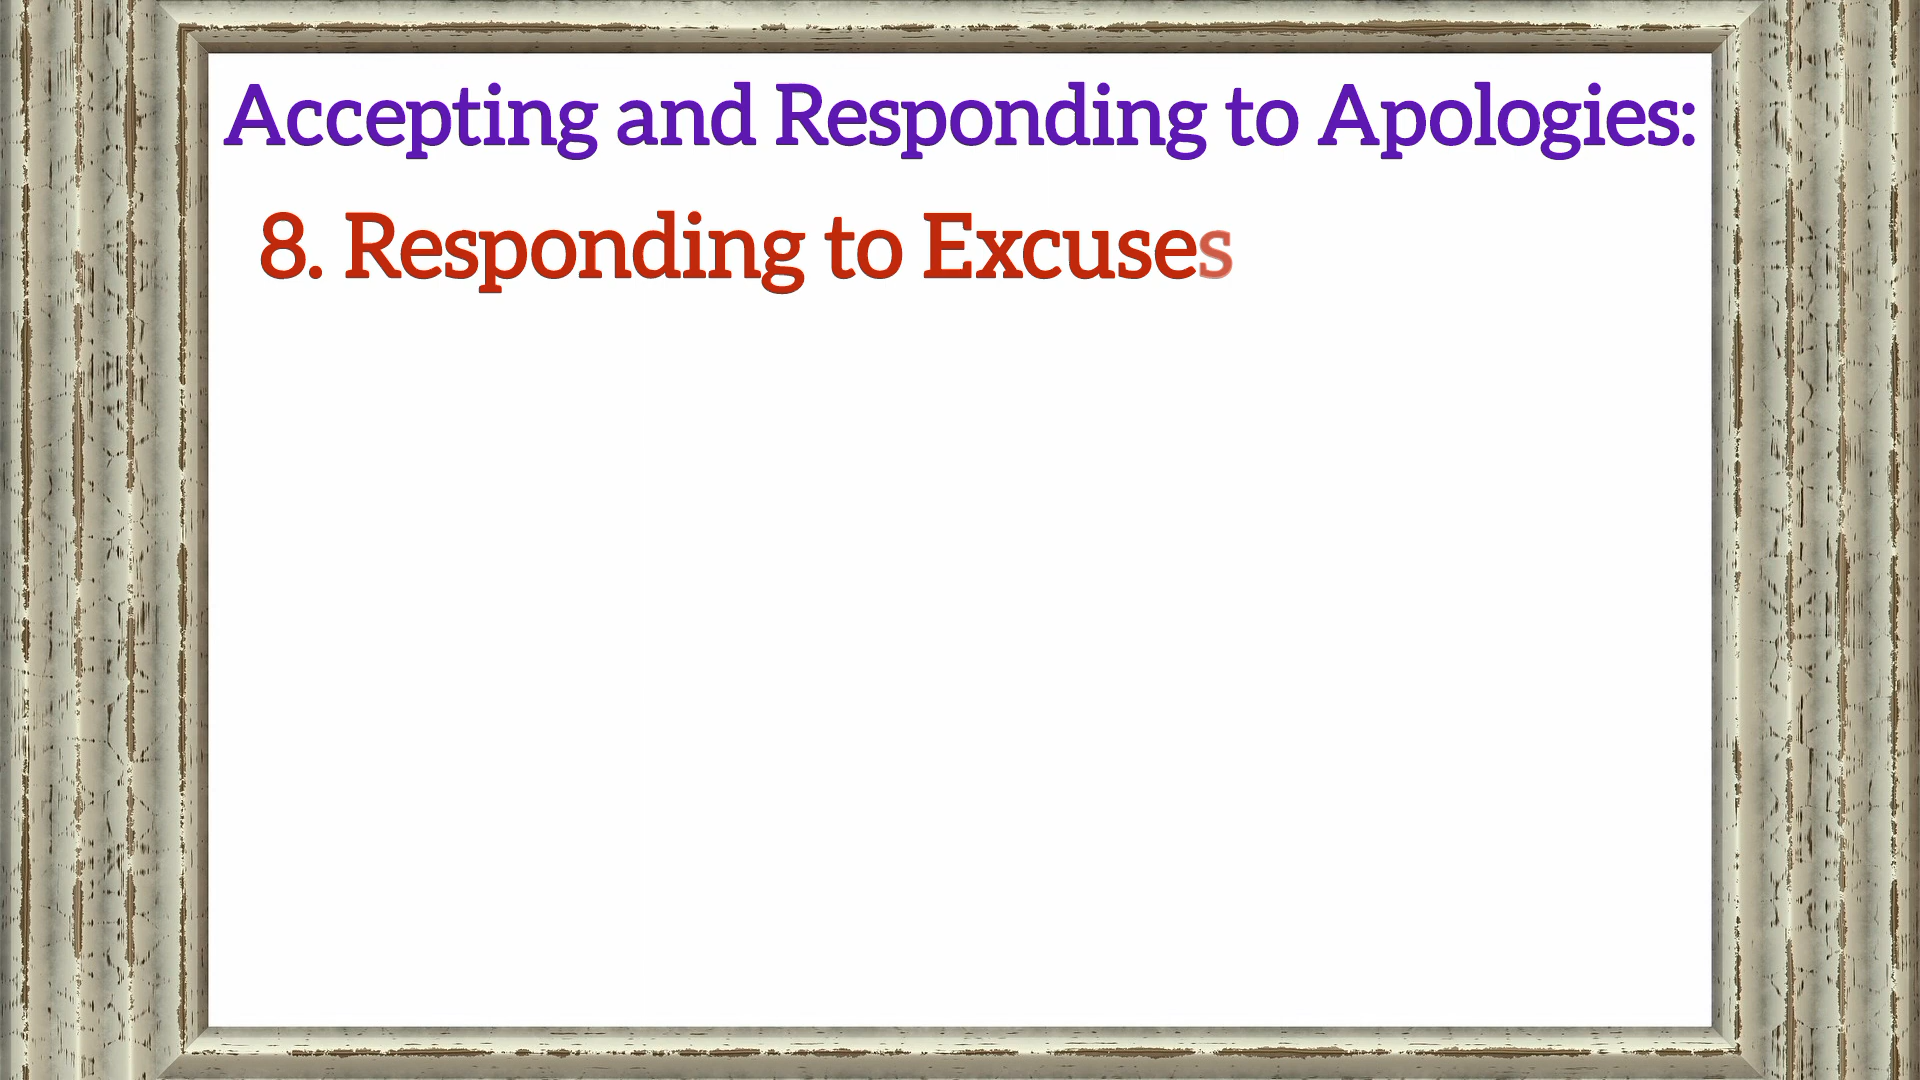 Accepting and Responding to Apologies:
8. Responding to Excuses